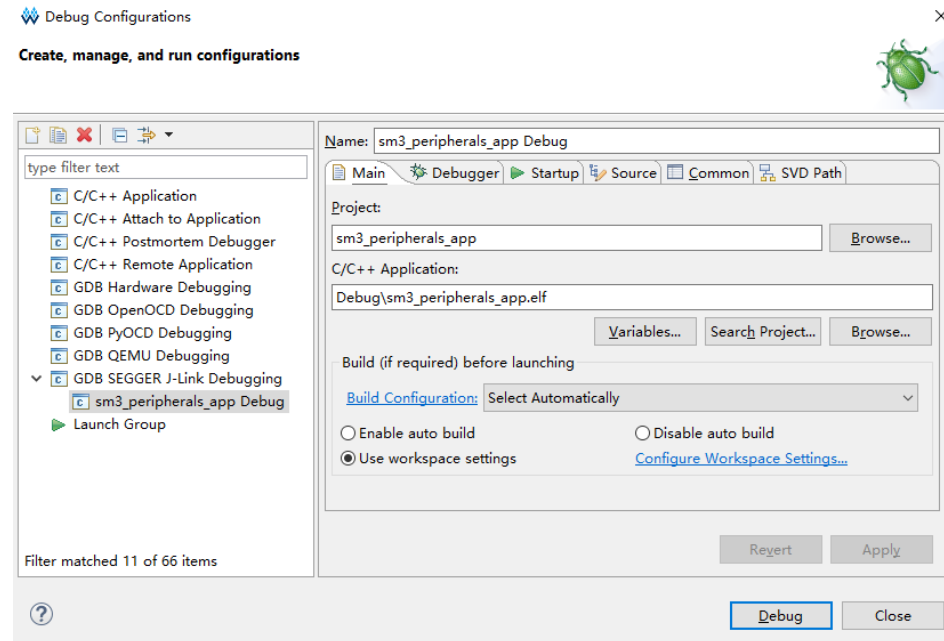 Debug Configurations
Create, manage, and run configurations
type filter text
C/C++ Application
C/C++ Attach to Application
C/C++ Postmortem Debugger
C/C++ Remote Application
GDB Hardware Debugging
GDB OpenOCD Debugging
GDB PyOCD Debugging
GDB QEMU Debugging
GDB SEGGER J-Link Debugging
sm3_peripherals_app Debug
Launch Group
Filter matched 11 of 66 items
Name: sm3_peripherals_app Debug
Main Debugger Startup Source Common SVD Path
Project:
sm3_peripherals_app Browse...
C/C++ Application:
Debug\sm3_peripherals_app.elf
Variables... Search Project... Browse...
Build (if required) before launching
Build Configuration: Select Automatically
Enable auto build Disable auto build
Use workspace settings Configure Workspace Settings...
Revert Apply
Debug Close